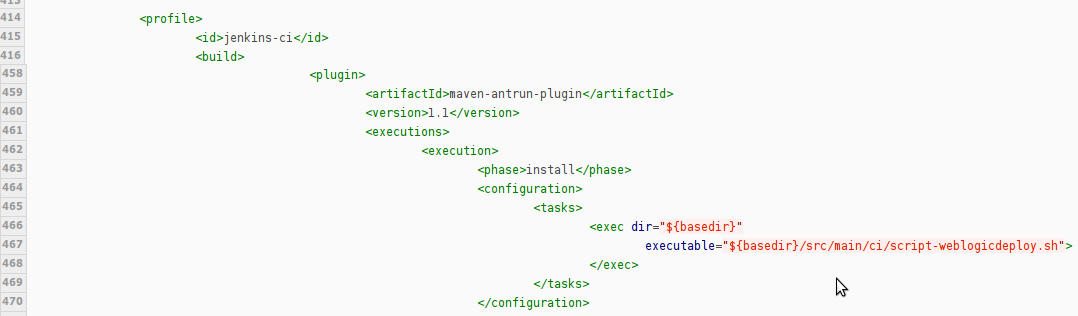 413
414 <profile>
415 <id>jenkins-ci</id>
416 <build>
458 <plugin>
459 <artifactId>maven-antrun-plugin</artifactId>
460 <version>1.1</version>
461 <executions>
462 <execution>
463 <phase>install</phase>
464 <configuration>
465 <tasks>
466 <exec dir="${basedir}"
467 executable="${basedir}/src/main/ci/script-weblogicdeploy.sh">
468 </exec>
469 </tasks>
470 </configuration>